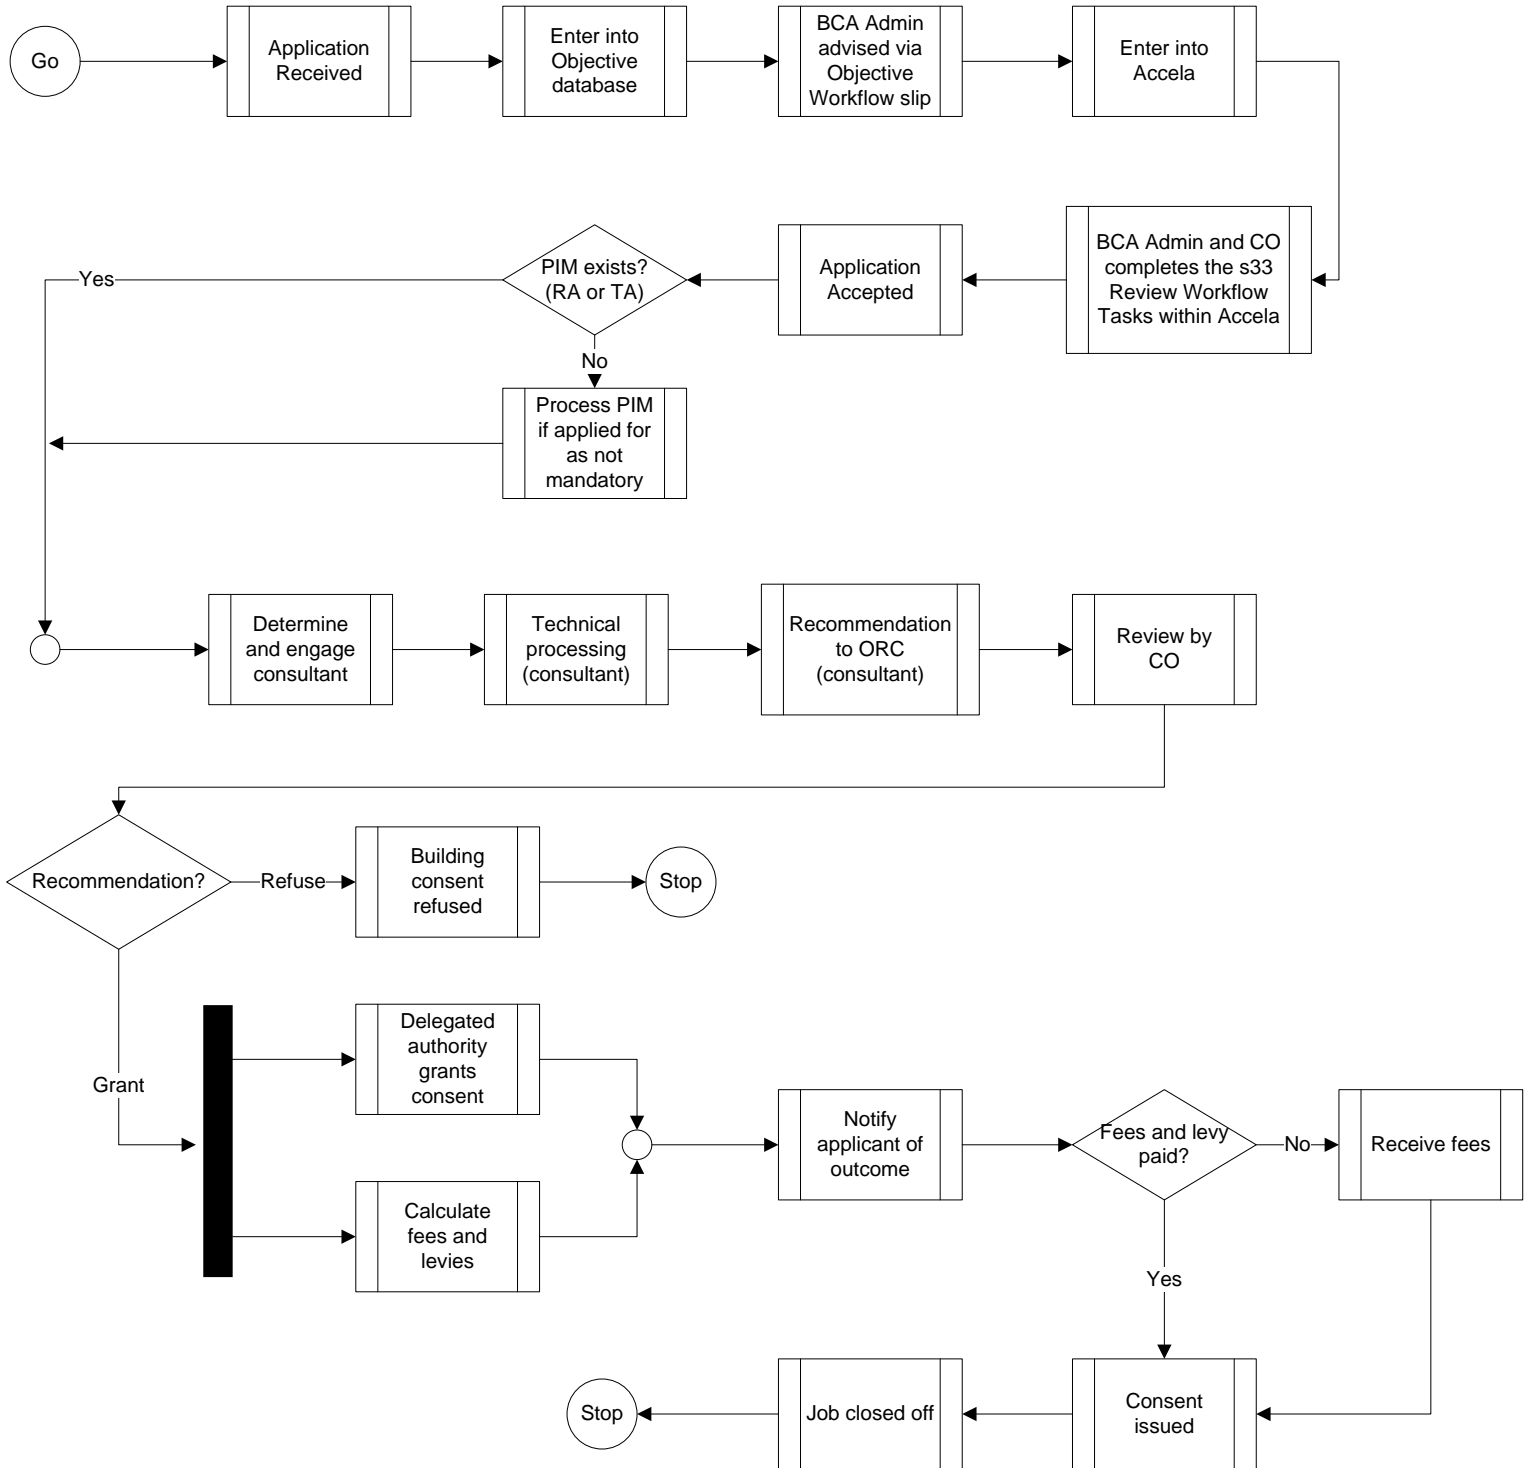 Go
Application
Received
Enter into
Objective
database
BCA Admin
advised via
Objective
Workflow slip
Enter into
Accela
BCA Admin and CO
completes the s33
Review Workflow
Tasks within Accela
Application
Accepted
PIM exists?
(RA or TA)
Yes
No
Process PIM
if applied for
as not
mandatory
Determine
and engage
consultant
Technical
processing
(consultant)
Recommendation
to ORC
(consultant)
Review by
CO
Recommendation?
Refuse
Building
consent
refused
Stop
Grant
Delegated
authority
grants
consent
Calculate
fees and
levies
Notify
applicant of
outcome
Fees and levy
paid?
No
Receive fees
Yes
Consent
issued
Job closed off
Stop